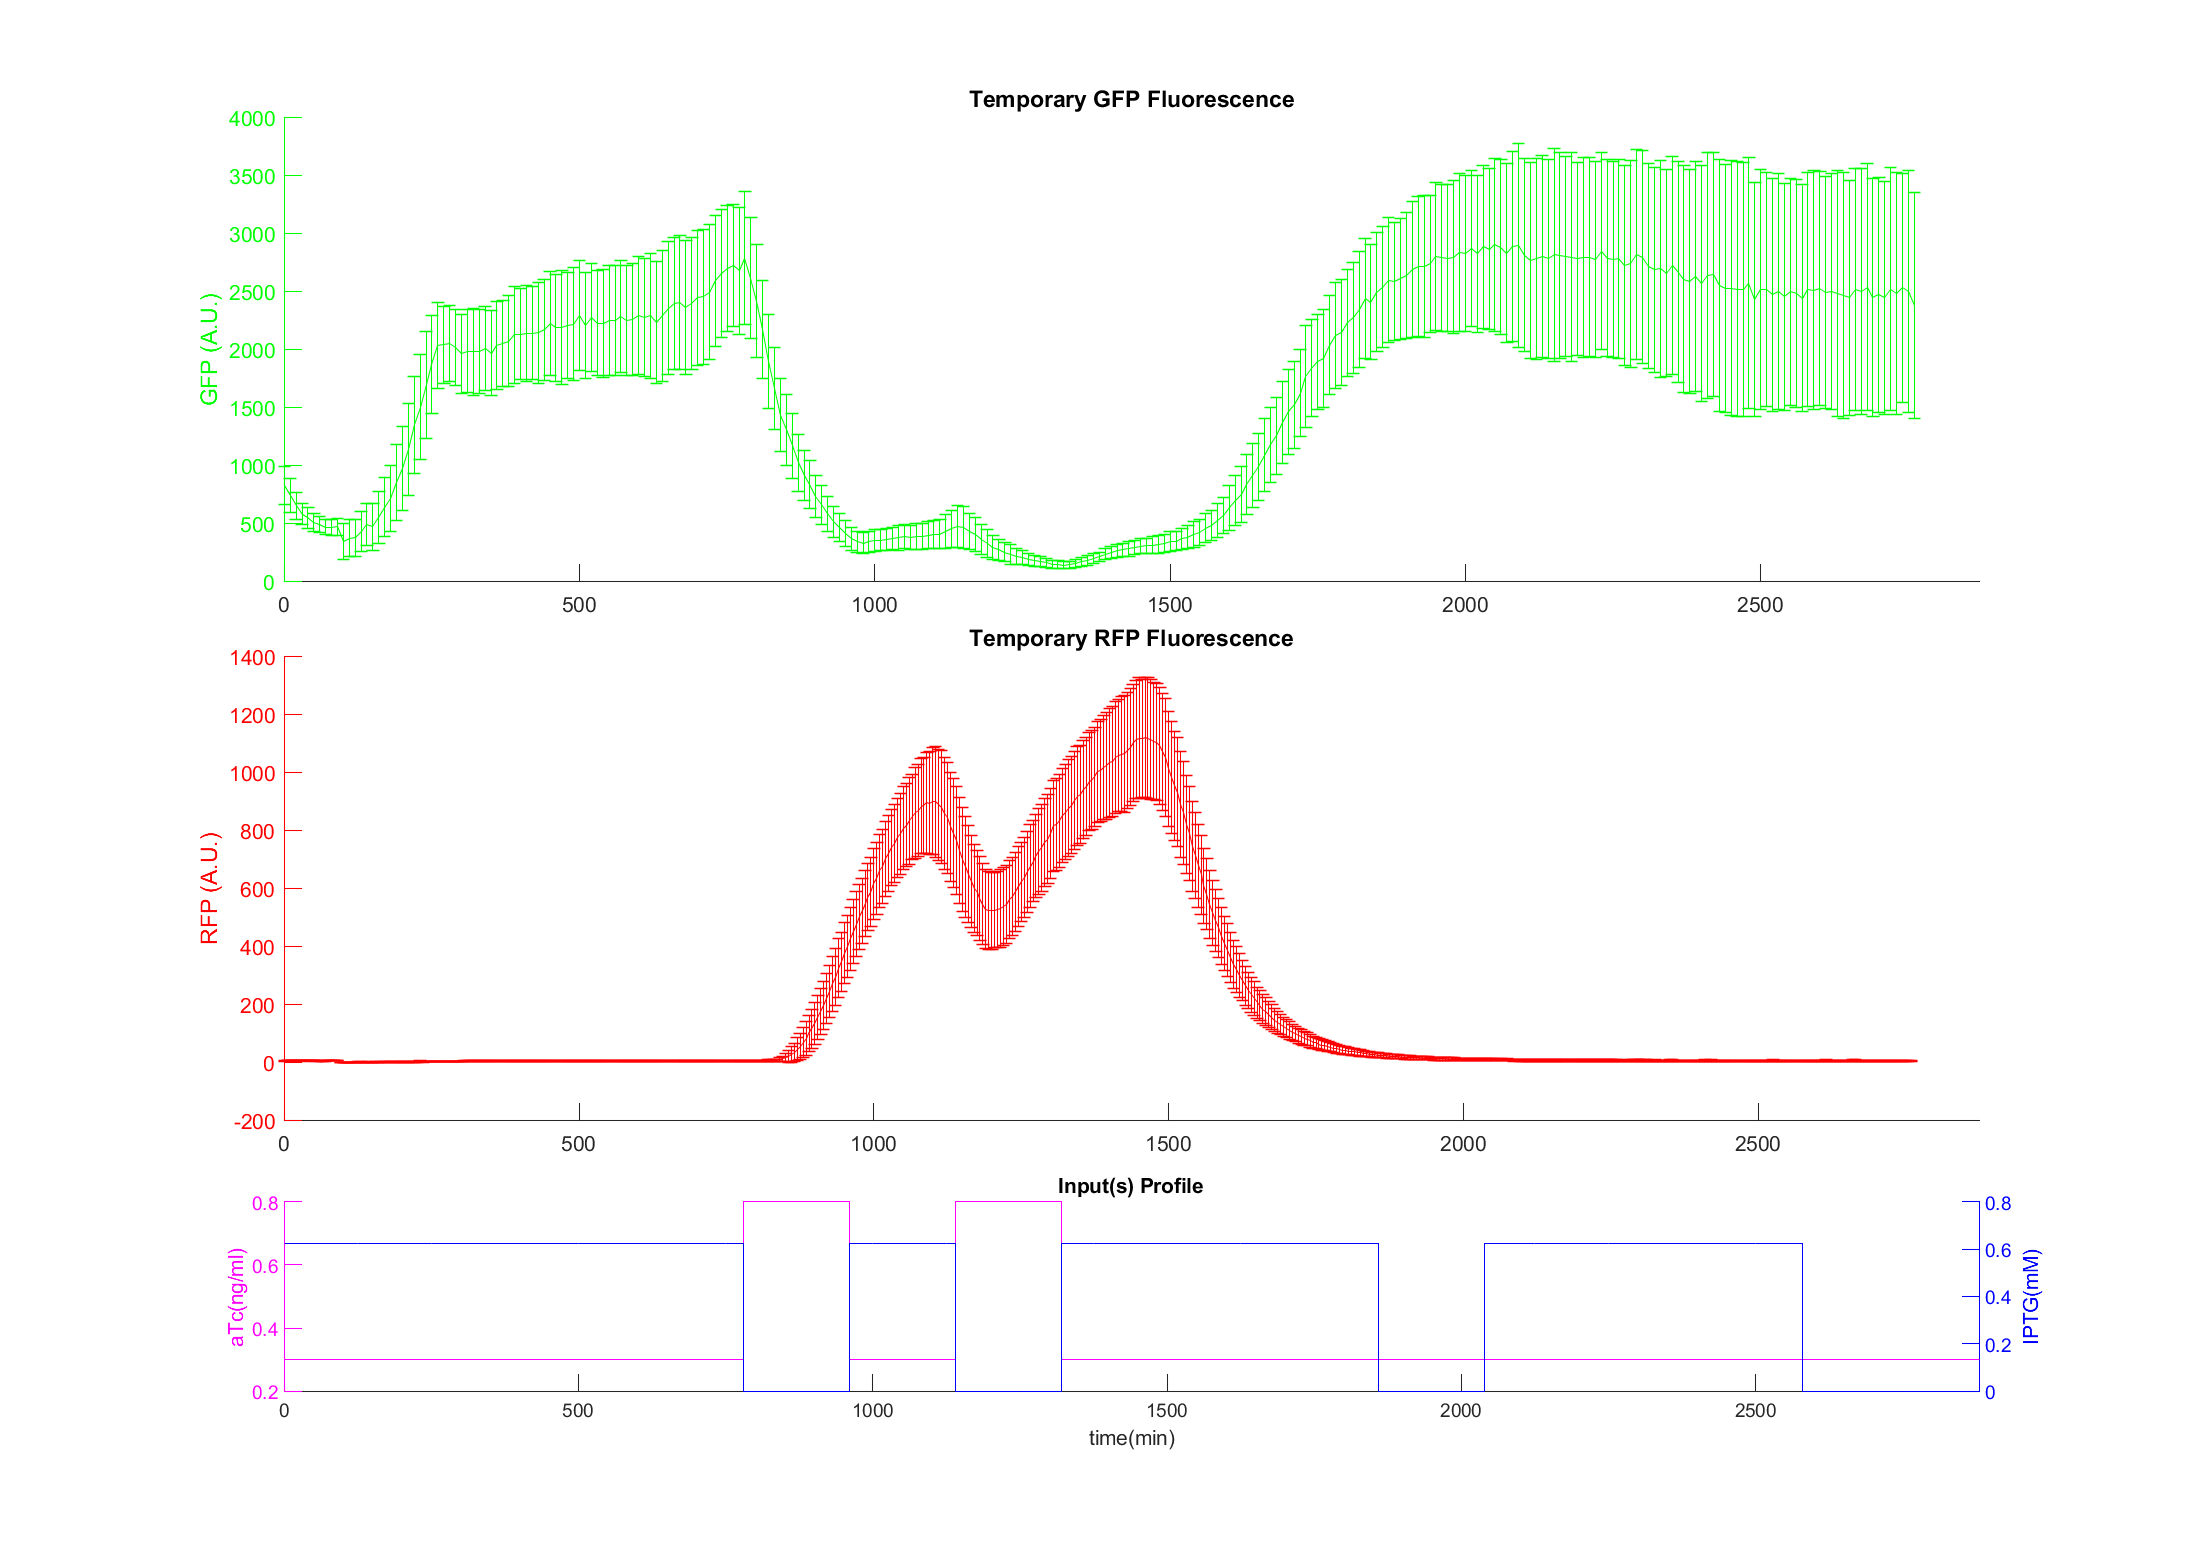 Temporary GFP Fluorescence
4000
3500
3000
2500
2000
1500
1000
500
0
GFP (A.U.)
0 500 1000 1500 2000 2500
Temporary RFP Fluorescence
1400
1200
1000
800
600
400
200
0
-200
RFP (A.U.)
0 500 1000 1500 2000 2500
Input(s) Profile
0.8
0.6
0.4
0.2
aTc(ng/ml)
0.8
0.6
0.4
0.2
0
IPTG(mM)
0 500 1000 1500 2000 2500
time(min)